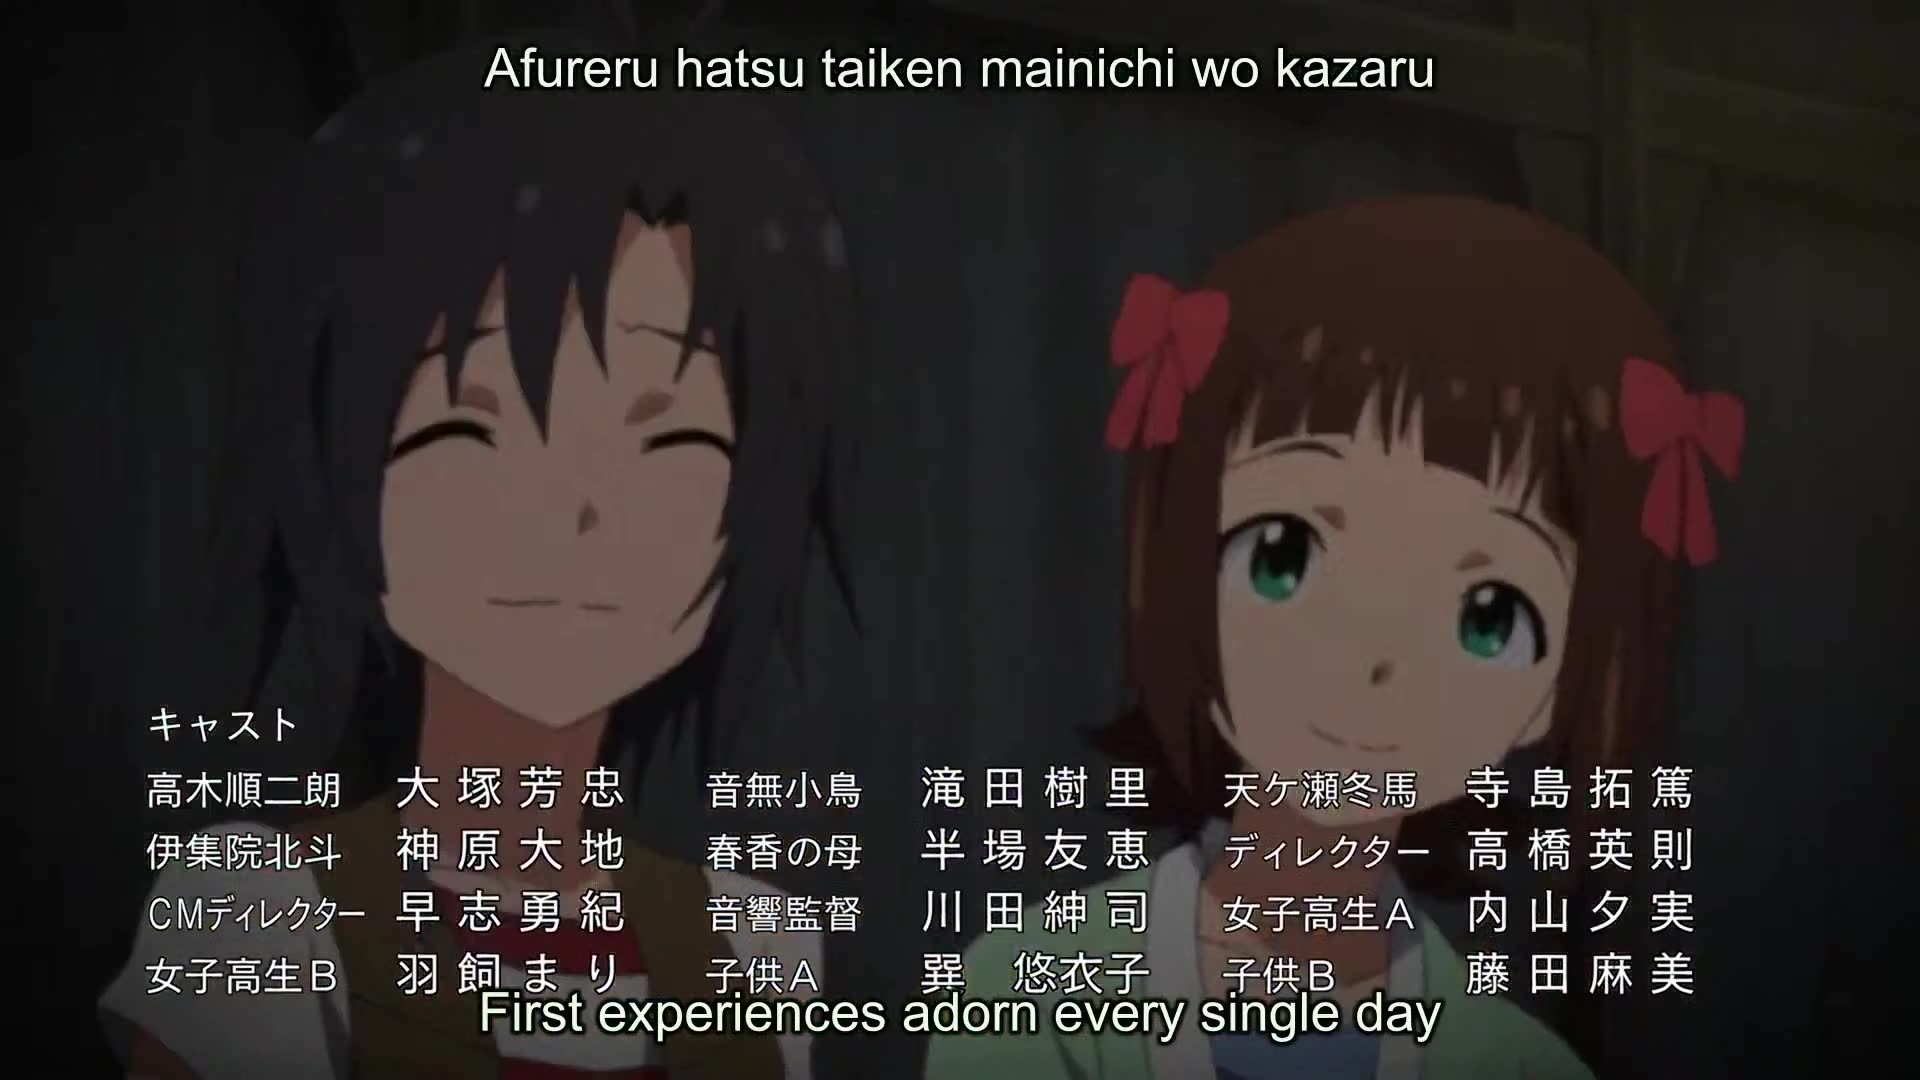 Afureru hatsu taiken mainichi wo kazaru
キャスト
高木順二朗 大塚芳忠 音無小鳥 滝田樹里 天ケ瀬冬馬 寺島拓篤
伊集院北斗 神原大地 春香の母 半場友恵 ディレクター 高橋英則
CMディレクター 早志勇紀 音響監督 川田紳司 女子高生A 内山夕実
女子高生B 羽飼まり 子供A 巽 悠衣子 子供B 藤田麻美
First experiences adorn every single day